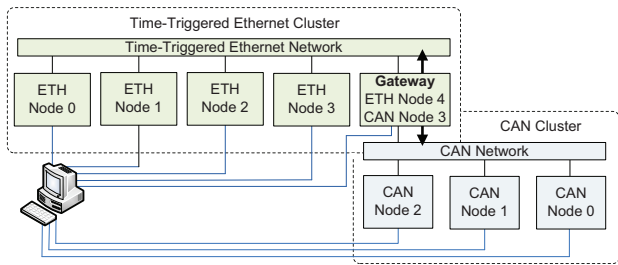 Time-Triggered Ethernet Cluster
Time-Triggered Ethernet Network
ETH
Node 0
ETH
Node 1
ETH
Node 2
ETH
Node 3
Gateway
ETH Node 4
CAN Node 3
CAN Cluster
CAN Network
CAN
Node 2
CAN
Node 1
CAN
Node 0